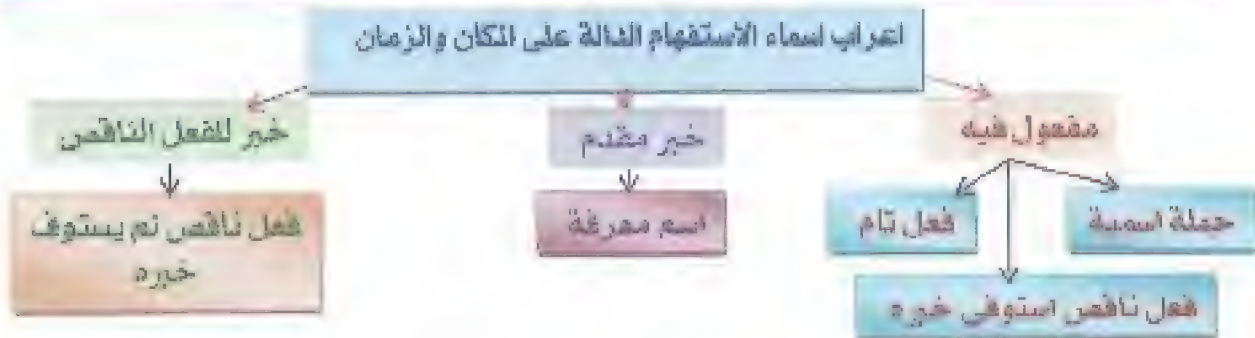 اعراب اسماء الاستفهام الدالة على المكان والزمان
مفعول فيه
خبر مقدم
خبر للفعل الناقص
جملة اسمية
فعل تام
فعل ناقص استوفى خبره
اسم معرفة
فعل ناقص لم يستوف
خبره